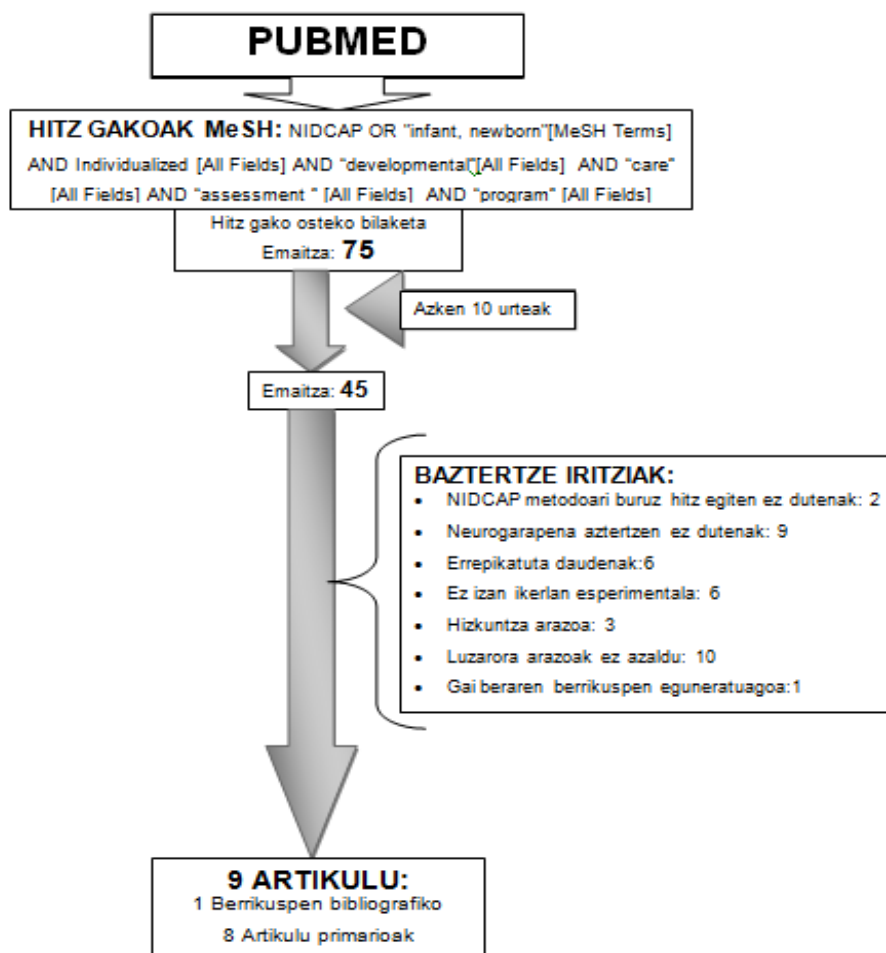 PUBMED
HITZ GAKOAK MeSH: NIDCAP OR "infant, newborn"[MeSH Terms]
AND Individualized [All Fields] AND "developmental"[All Fields] AND "care"
[All Fields] AND "assessment " [All Fields] AND "program" [All Fields]
Hitz gako osteko bilaketa
Emaitza: 75
Azken 10 urteak
Emaitza: 45
BAZTERTZE IRITZIAK:
• NIDCAP metodoari buruz hitz egiten ez dutenak: 2
• Neurogarapena aztertzen ez dutenak: 9
• Errepikatuta daudenak:6
• Ez izan ikerlan esperimentala: 6
• Hizkuntza arazoa: 3
• Luzarora arazoak ez azaldu: 10
• Gai beraren berrikuspen eguneratuagoa:1
9 ARTIKULU:
1 Berrikuspen bibliografiko
8 Artikulu primarioak